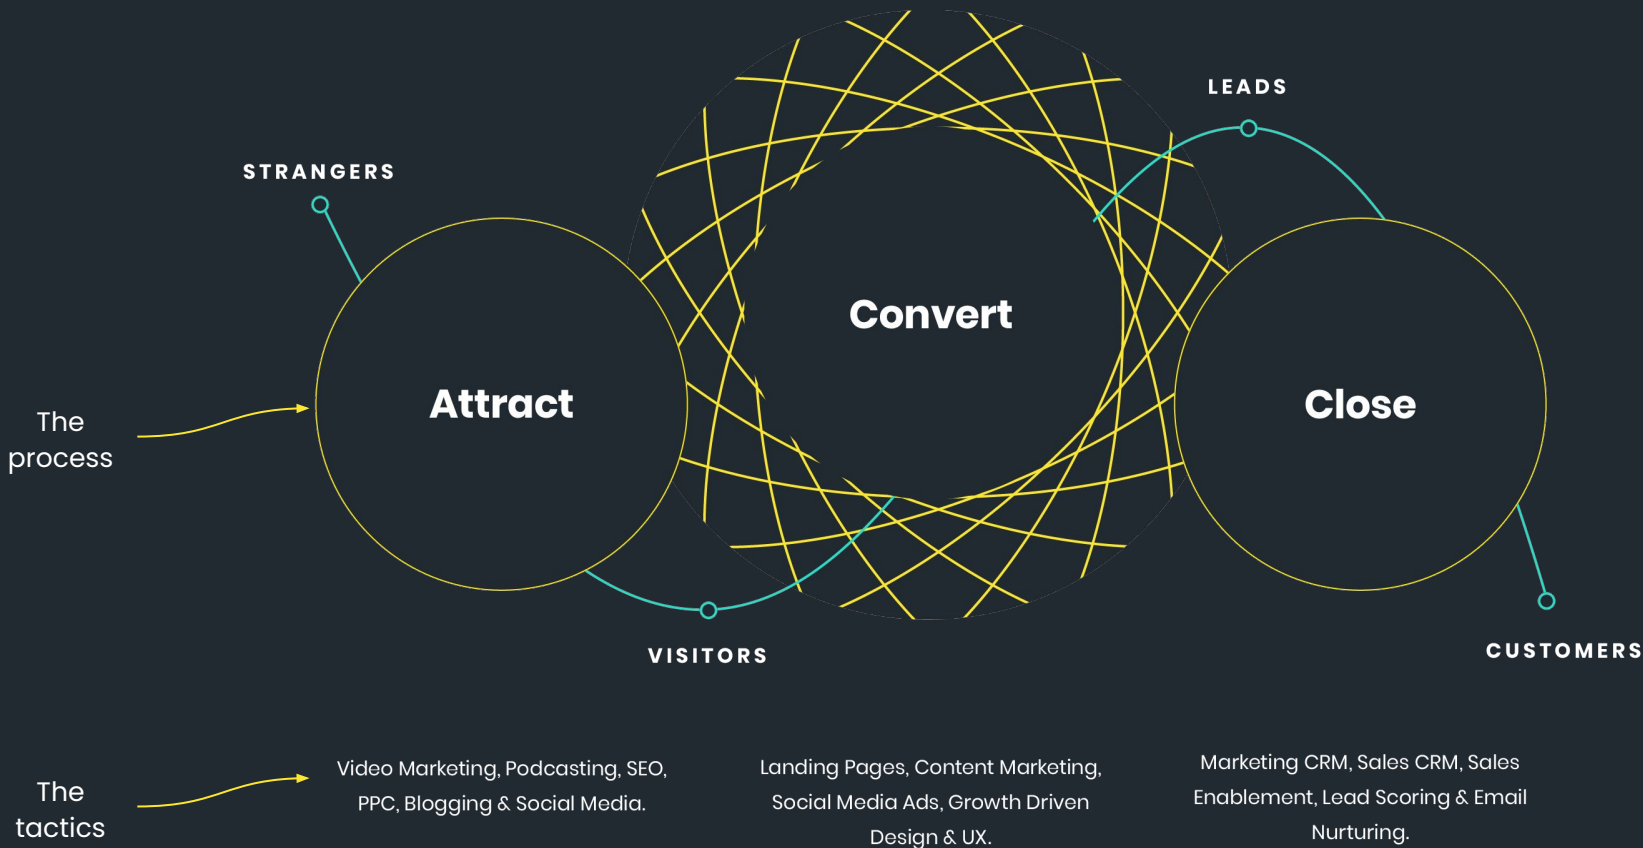 LEADS
STRANGERS
Convert
Attract
Close
The
process
VISITORS
CUSTOMERS
The
tactics
Video Marketing, Podcasting, SEO,
PPC, Blogging & Social Media.
Landing Pages, Content Marketing,
Social Media Ads, Growth Driven
Design & UX.
Marketing CRM, Sales CRM, Sales
Enablement, Lead Scoring & Email
Nurturing.